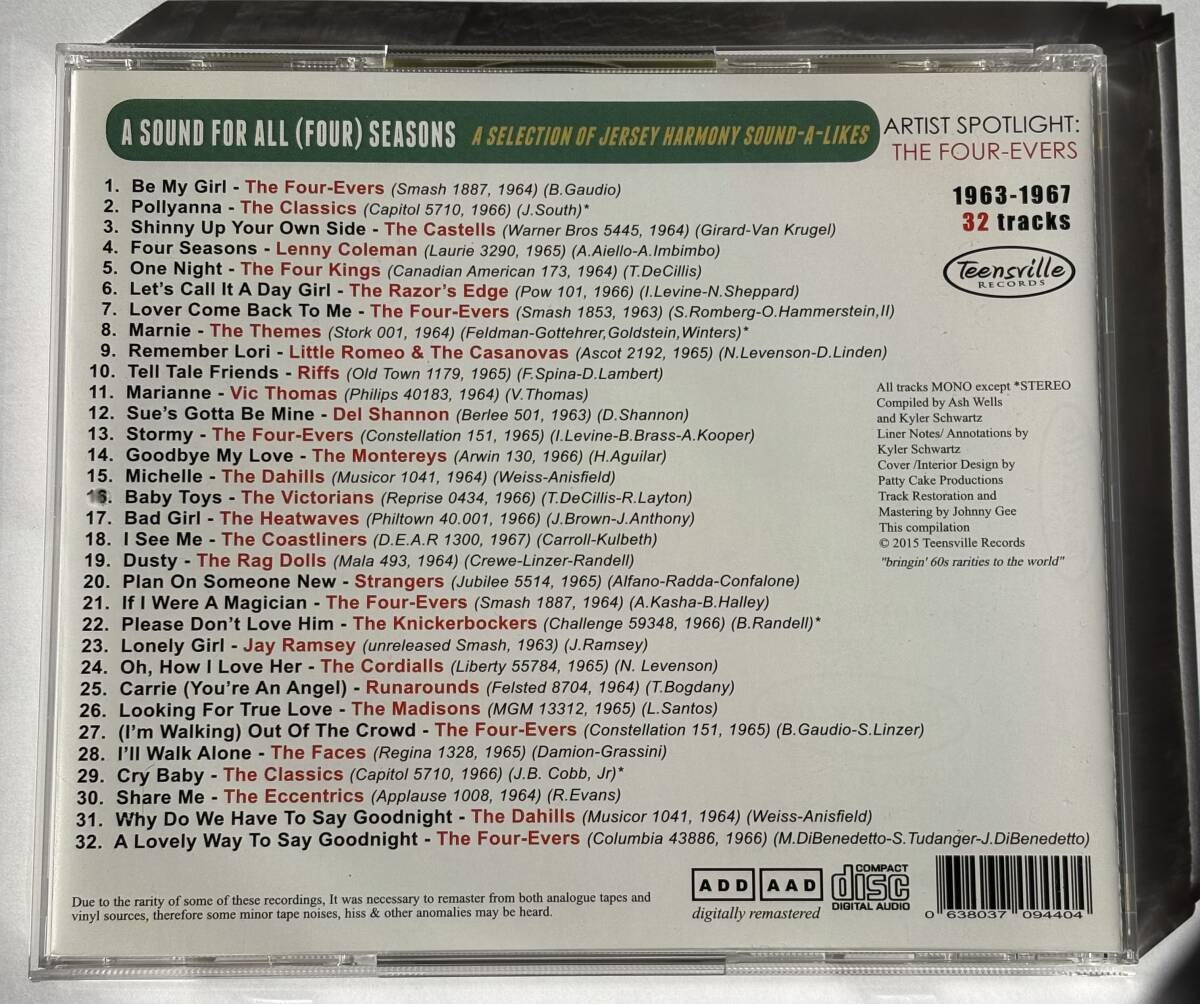 A SOUND FOR ALL (FOUR) SEASONS A SELECTION OF JERSEY HARMONY SOUND-A-LIKES
ARTIST SPOTLIGHT:
THE FOUR-EVERS
1963-1967
32 tracks
Teensville
RECORDS
1. Be My Girl - The Four-Evers (Smash 1887, 1964) (B.Gaudio)
2. Pollyanna - The Classics (Capitol 5710, 1966) (J.South)*
3. Shinny Up Your Own Side - The Castells (Warner Bros 5445, 1964) (Girard-Van Krugel)
4. Four Seasons - Lenny Coleman (Laurie 3290, 1965) (A.Aiello-A.Imbimbo)
5. One Night - The Four Kings (Canadian American 173, 1964) (T.DeCillis)
6. Let's Call It A Day Girl - The Razor's Edge (Pow 101, 1966) (I.Levine-N.Sheppard)
7. Lover Come Back To Me - The Four-Evers (Smash 1853, 1963) (S.Romberg-O.Hammerstein,II)
8. Marnie - The Themes (Stork 001, 1964) (Feldman-Gottehrer,Goldstein,Winters)*
9. Remember Lori - Little Romeo & The Casanovas (Ascot 2192, 1965) (N.Levenson-D.Linden)
10. Tell Tale Friends - Riffs (Old Town 1179, 1965) (F.Spina-D.Lambert)
11. Marianne - Vic Thomas (Philips 40183, 1964) (V.Thomas)
12. Sue's Gotta Be Mine - Del Shannon (Berlee 501, 1963) (D.Shannon)
13. Stormy - The Four-Evers (Constellation 151, 1965) (I.Levine-B.Brass-A.Kooper)
14. Goodbye My Love - The Montereys (Arwin 130, 1966) (H.Aguilar)
15. Michelle - The Dahills (Musicor 1041, 1964) (Weiss-Anisfield)
16. Baby Toys - The Victorians (Reprise 0434, 1966) (T.DeCillis-R.Layton)
17. Bad Girl - The Heatwaves (Philtown 40.001, 1966) (J.Brown-J.Anthony)
18. I See Me - The Coastliners (D.E.A.R 1300, 1967) (Carroll-Kulbeth)
19. Dusty - The Rag Dolls (Mala 493, 1964) (Crewe-Linzer-Randell)
20. Plan On Someone New - Strangers (Jubilee 5514, 1965) (Alfano-Radda-Confalone)
21. If I Were A Magician - The Four-Evers (Smash 1887, 1964) (A.Kasha-B.Halley)
22. Please Don't Love Him - The Knickerbockers (Challenge 59348, 1966) (B.Randell)*
23. Lonely Girl - Jay Ramsey (unreleased Smash, 1963) (J.Ramsey)
24. Oh, How I Love Her - The Cordialls (Liberty 55784, 1965) (N. Levenson)
25. Carrie (You're An Angel) - Runarounds (Felsted 8704, 1964) (T.Bogdany)
26. Looking For True Love - The Madisons (MGM 13312, 1965) (L.Santos)
27. (I'm Walking) Out Of The Crowd - The Four-Evers (Constellation 151, 1965) (B.Gaudio-S.Linzer)
28. I'll Walk Alone - The Faces (Regina 1328, 1965) (Damion-Grassini)
29. Cry Baby - The Classics (Capitol 5710, 1966) (J.B. Cobb, Jr)*
30. Share Me - The Eccentrics (Applause 1008, 1964) (R.Evans)
31. Why Do We Have To Say Goodnight - The Dahills (Musicor 1041, 1964) (Weiss-Anisfield)
32. A Lovely Way To Say Goodnight - The Four-Evers (Columbia 43886, 1966) (M.DiBenedetto-S.Tudanger-J.DiBenedetto)
All tracks MONO except *STEREO
Compiled by Ash Wells
and Kyler Schwartz
Liner Notes/ Annotations by
Kyler Schwartz
Cover /Interior Design by
Patty Cake Productions
Track Restoration and
Mastering by Johnny Gee
This compilation
© 2015 Teensville Records
"bringin' 60s rarities to the world"
Due to the rarity of some of these recordings, It was necessary to remaster from both analogue tapes and
vinyl sources, therefore some minor tape noises, hiss & other anomalies may be heard.
ADD AAD
digitally remastered
COMPACT
disc
DIGITAL AUDIO
0 638037 094404